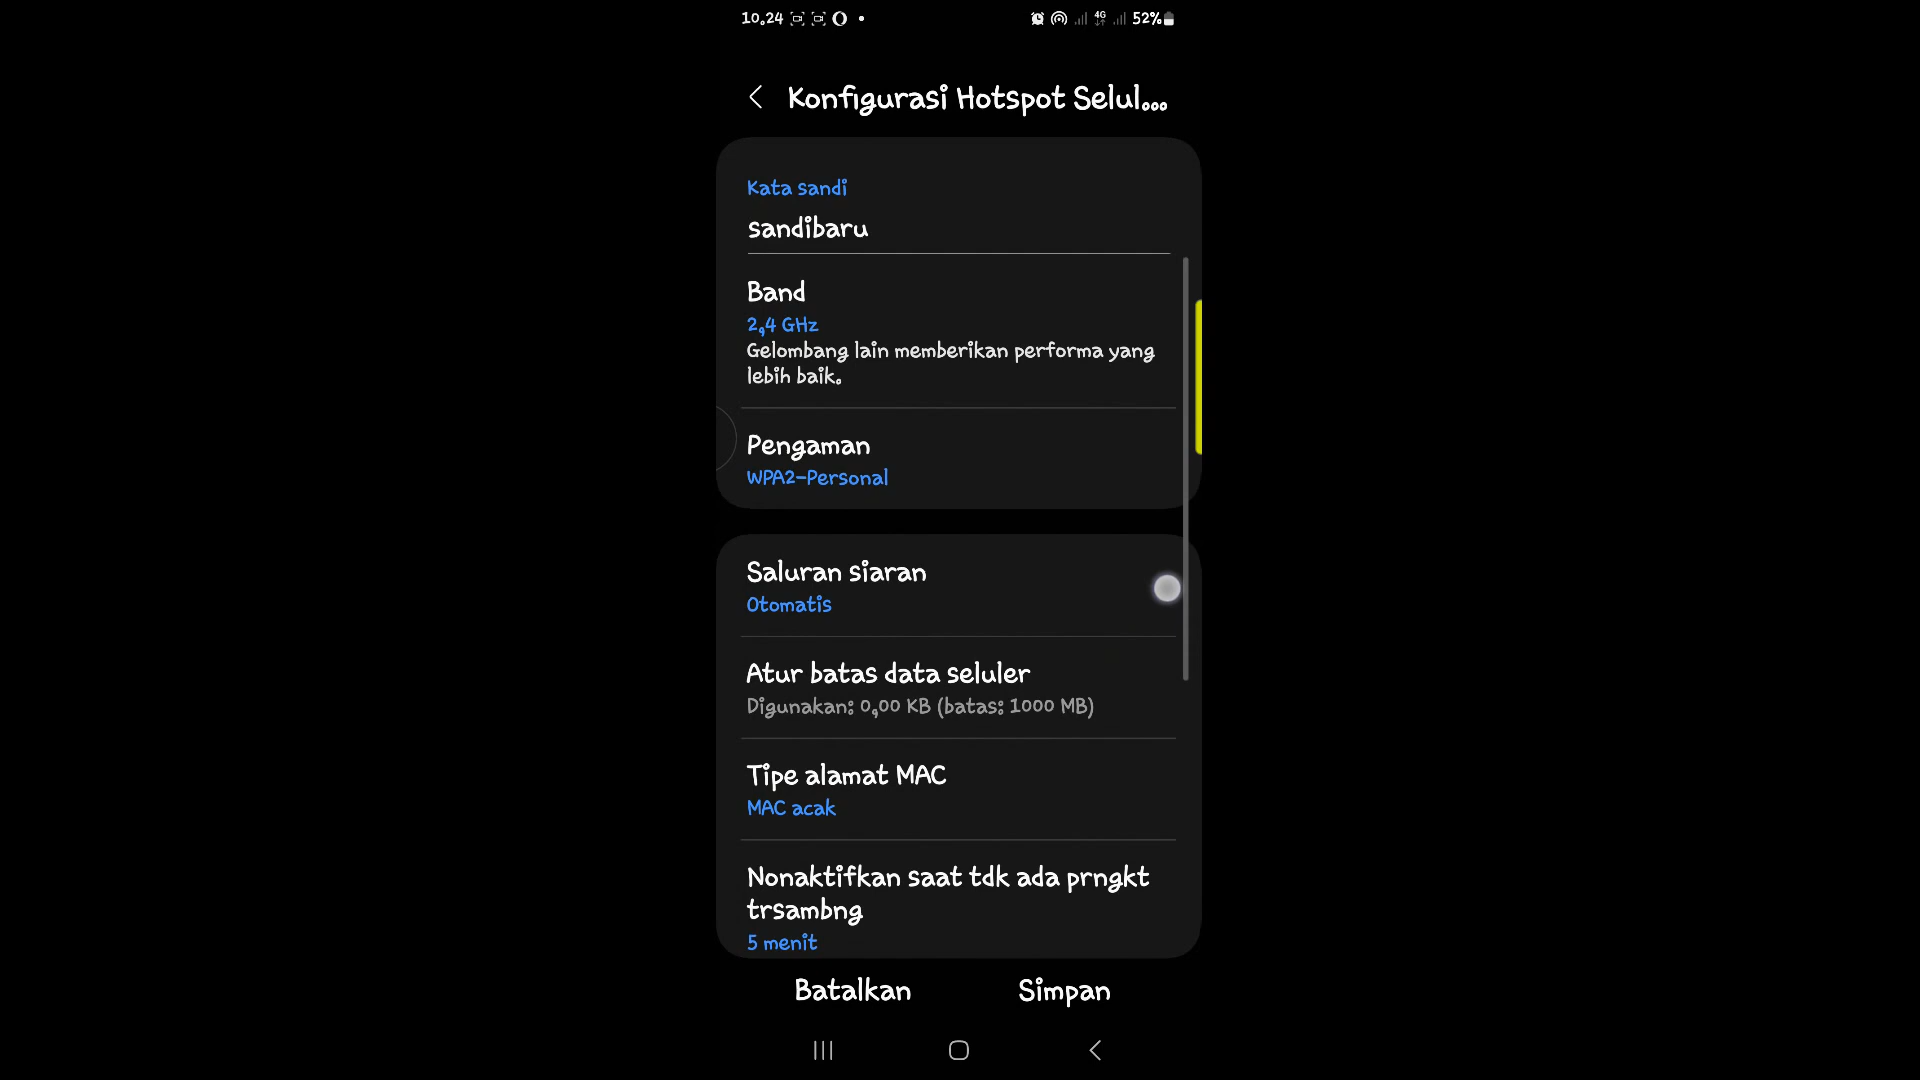 10.24 4G 52%
Konfigurasi Hotspot Selul...
Kata sandi
sandibaru
Band
2,4 GHz
Gelombang lain memberikan performa yang
lebih baik.
Pengaman
WPA2-Personal
Saluran siaran
Otomatis
Atur batas data seluler
Digunakan: 0,00 KB (batas: 1000 MB)
Tipe alamat MAC
MAC acak
Nonaktifkan saat tdk ada prngkt
trsambng
5 menit
Batalkan Simpan